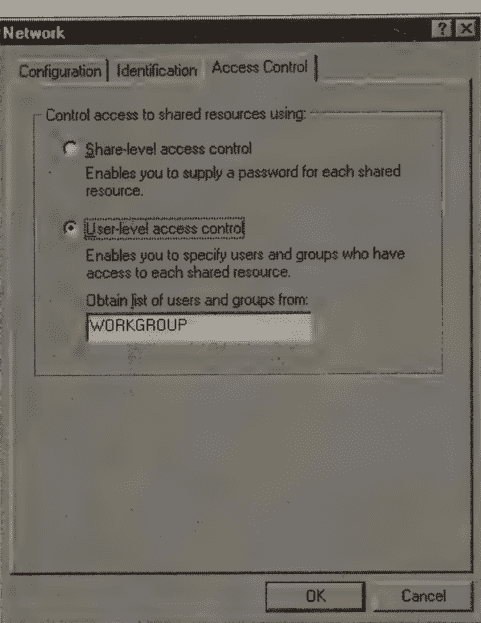 Network
? X
Configuration Identification Access Control
Control access to shared resources using:
Share-level access control
Enables you to supply a password for each shared
resource.
User-level access control
Enables you to specify users and groups who have
access to each shared resource.
Obtain list of users and groups from:
WORKGROUP
OK Cancel